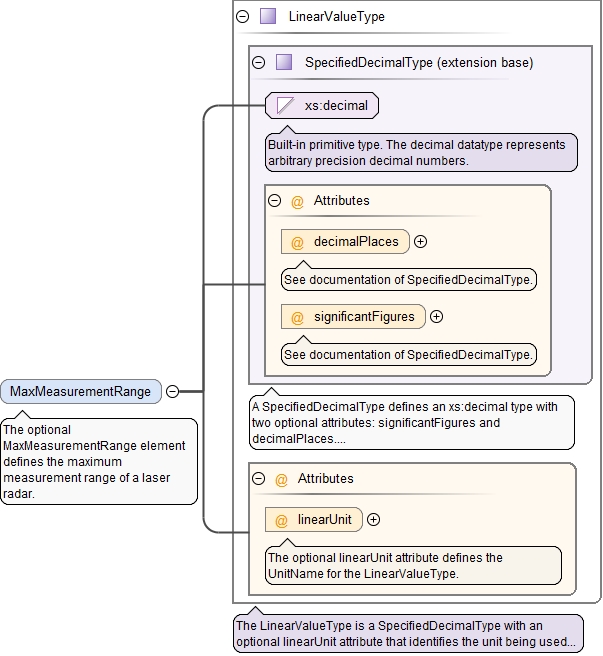 LinearValueType
SpecifiedDecimalType (extension base)
xs:decimal
Built-in primitive type. The decimal datatype represents
arbitrary precision decimal numbers.
@ Attributes
@ decimalPlaces
See documentation of SpecifiedDecimalType.
@ significantFigures
See documentation of SpecifiedDecimalType.
MaxMeasurementRange
The optional
MaxMeasurementRange element
defines the maximum
measurement range of a laser
radar.
A SpecifiedDecimalType defines an xs:decimal type with
two optional attributes: significantFigures and
decimalPlaces....
@ Attributes
@ linearUnit
The optional linearUnit attribute defines the
UnitName for the LinearValueType.
The LinearValueType is a SpecifiedDecimalType with an
optional linearUnit attribute that identifies the unit being used...